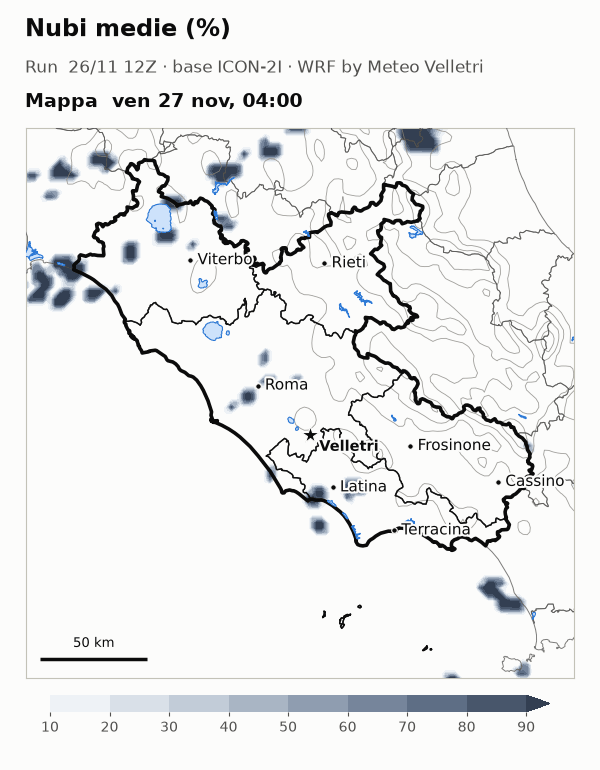 Nubi medie (%)
Run 26/11 12Z · base ICON-2I · WRF by Meteo Velletri
Mappa ven 27 nov, 04:00
Viterbo
Rieti
Roma
Velletri
Frosinone
Cassino
Latina
Terracina
50 km
10 20 30 40 50 60 70 80 90